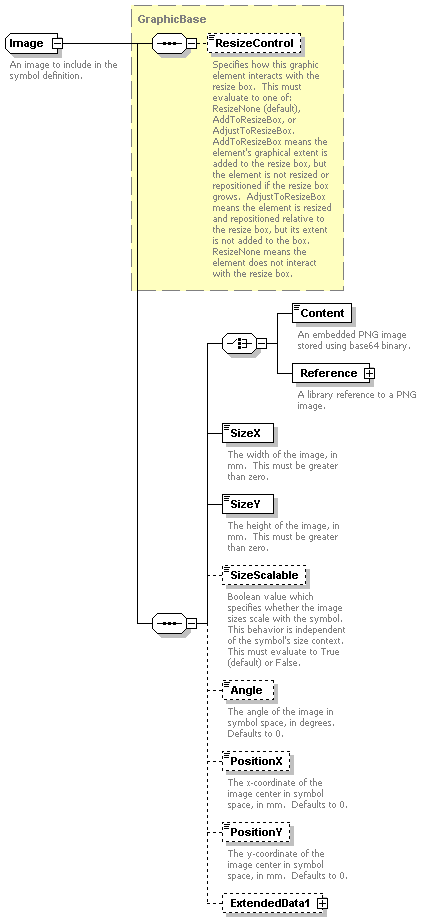 GraphicBase
Image
An image to include in the
symbol definition.
ResizeControl
Specifies how this graphic
element interacts with the
resize box.  This must
evaluate to one of:
ResizeNone (default),
AddToResizeBox, or
AdjustToResizeBox.
AddToResizeBox means the
element's graphical extent is
added to the resize box, but
the element is not resized or
repositioned if the resize box
grows.  AdjustToResizeBox
means the element is resized
and repositioned relative to
the resize box, but its extent
is not added to the box.
ResizeNone means the
element does not interact
with the resize box.
Content
An embedded PNG image
stored using base64 binary.
Reference
A library reference to a PNG
image.
SizeX
The width of the image, in
mm.  This must be greater
than zero.
SizeY
The height of the image, in
mm.  This must be greater
than zero.
SizeScalable
Boolean value which
specifies whether the image
sizes scale with the symbol.
This behavior is independent
of the symbol's size context.
This must evaluate to True
(default) or False.
Angle
The angle of the image in
symbol space, in degrees.
Defaults to 0.
PositionX
The x-coordinate of the
image center in symbol
space, in mm.  Defaults to 0.
PositionY
The y-coordinate of the
image center in symbol
space, in mm.  Defaults to 0.
ExtendedData1